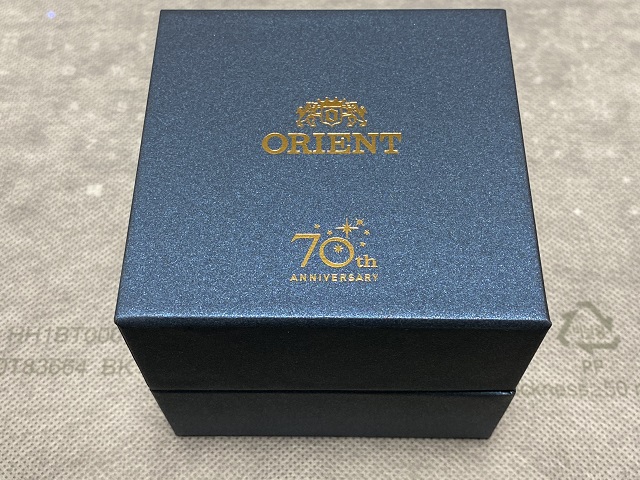 ORIENT
70th
ANNIVERSARY
PP